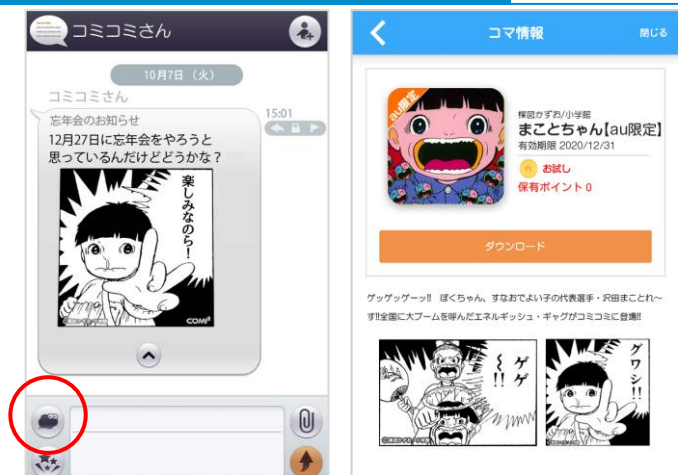 コミコミさん
10月7日 （火）
コミコミさん
忘年会のお知らせ
15:01
12月27日に忘年会をやろうと
思っているんだけどどうかな？
楽しみなのら！
COMI²
コマ情報
閉じる
au限定
楳図かずお/小学館
まことちゃん【au限定】
有効期限 2020/12/31
お試し
保有ポイント 0
ダウンロード
ゲッゲッゲーッ!! ぼくちゃん、すなおでよい子の代表選手・沢田まことれ～
す!!全国に大ブームを呼んだエネルギッシュ・ギャグがコミコミに登場!!
ゲゲ
～!!
グワシ!!